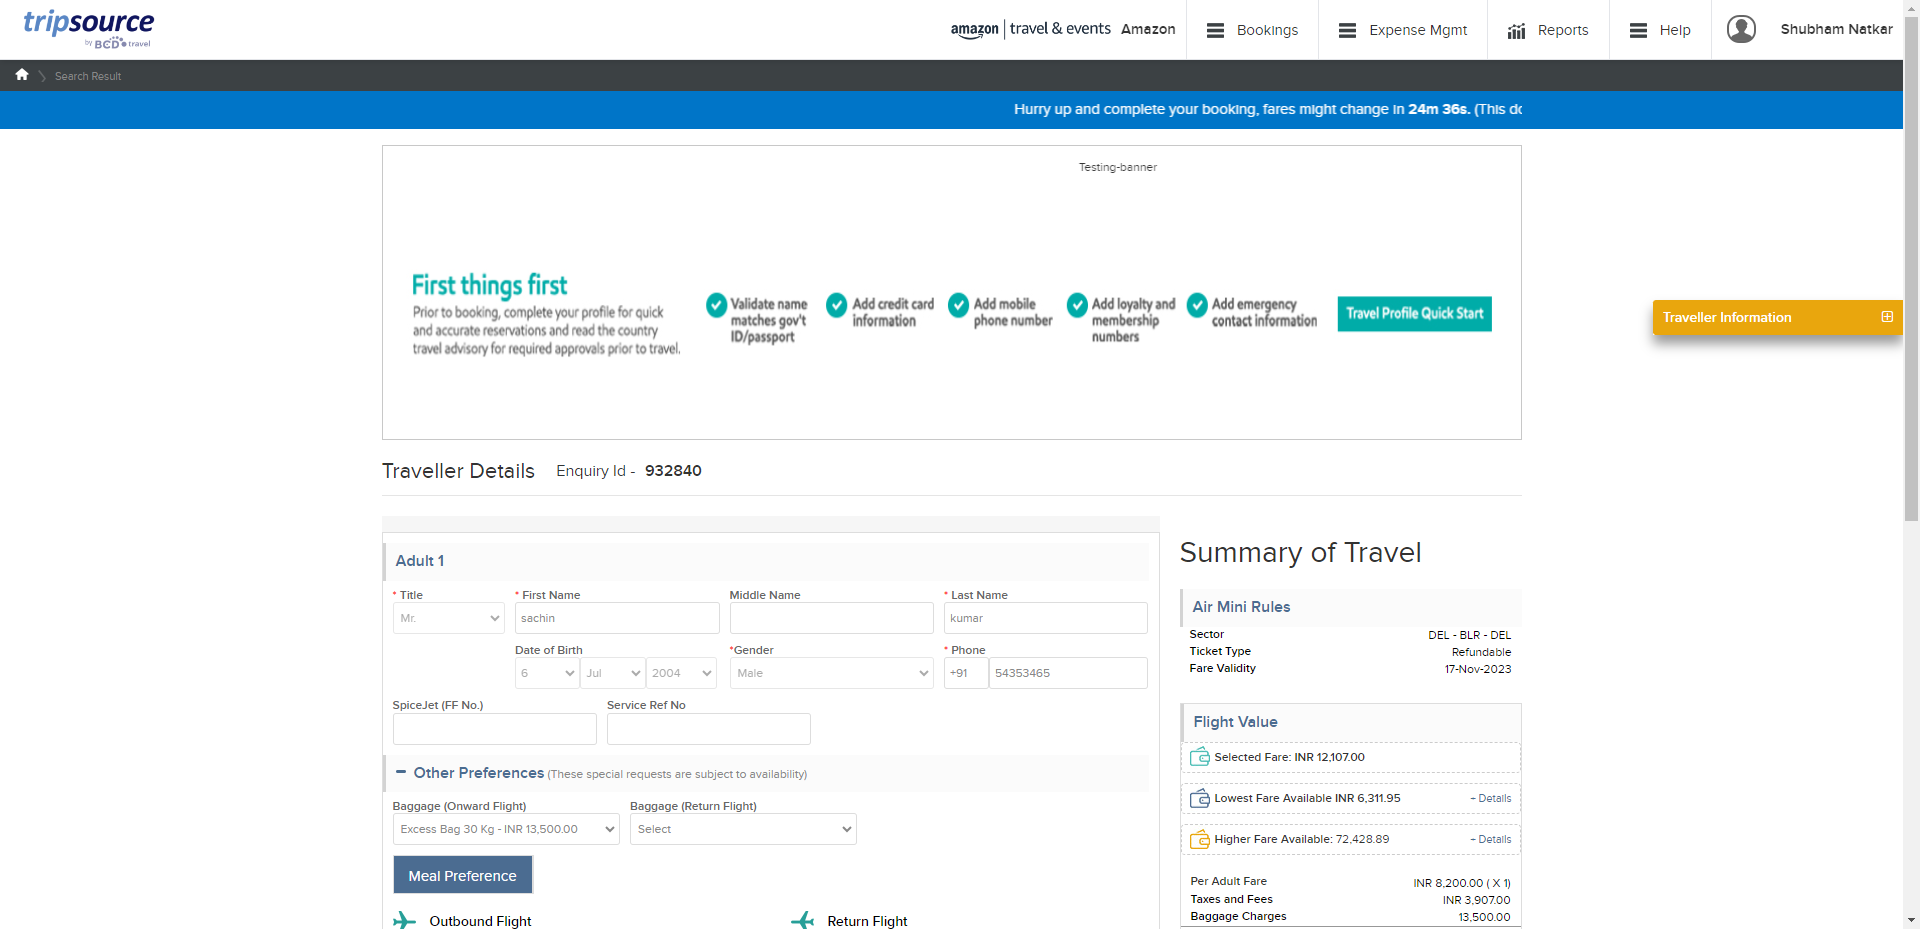 tripsource
by BCD travel
amazon | travel & events Amazon
Bookings
Expense Mgmt
Reports
Help
Shubham Natkar
Search Result
Hurry up and complete your booking, fares might change in 24m 36s. (This do
Testing-banner
First things first
Prior to booking, complete your profile for quick
and accurate reservations and read the country
travel advisory for required approvals prior to travel.
Validate name
matches gov't
ID/passport
Add credit card
information
Add mobile
phone number
Add loyalty and
membership
numbers
Add emergency
contact information
Travel Profile Quick Start
Traveller Information
Traveller Details Enquiry Id - 932840
Adult 1
* Title
* First Name
Middle Name
* Last Name
Mr.
sachin
kumar
Date of Birth
*Gender
* Phone
6
Jul
2004
Male
+91
54353465
SpiceJet (FF No.)
Service Ref No
Other Preferences (These special requests are subject to availability)
Baggage (Onward Flight)
Baggage (Return Flight)
Excess Bag 30 Kg - INR 13,500.00
Select
Meal Preference
Outbound Flight
Return Flight
Summary of Travel
Air Mini Rules
Sector DEL - BLR - DEL
Ticket Type Refundable
Fare Validity 17-Nov-2023
Flight Value
Selected Fare: INR 12,107.00
Lowest Fare Available INR 6,311.95 - Details
Higher Fare Available: 72,428.89 - Details
Per Adult Fare INR 8,200.00 ( X 1)
Taxes and Fees INR 3,907.00
Baggage Charges 13,500.00